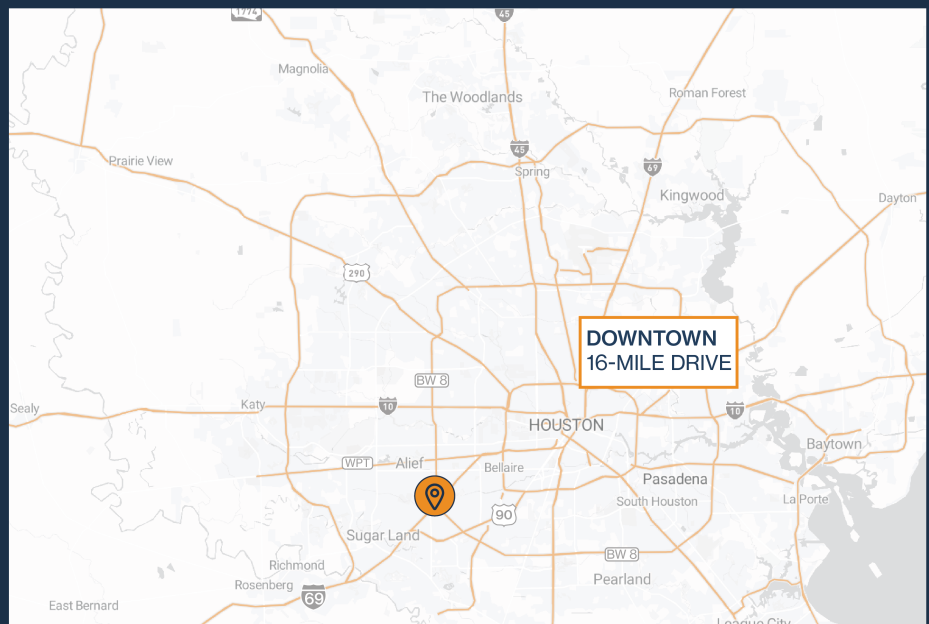 1774
45
Magnolia
The Woodlands
Roman Forest
45
Prairie View
Spring
69
Kingwood
Dayton
290
DOWNTOWN
16-MILE DRIVE
BW 8
Katy
10
10
Sealy
HOUSTON
Baytown
WPT
Alief
Bellaire
Pasadena
La Porte
South Houston
90
Sugar Land
BW 8
Richmond
Pearland
Rosenberg
69
East Bernard
League City